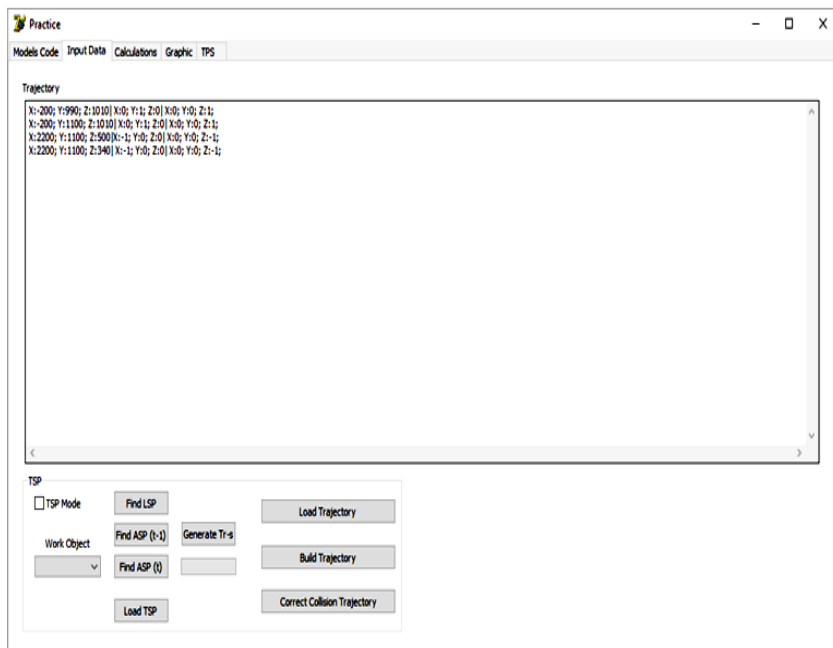 Practice
Models Code Input Data Calculations Graphic TPS
Trajectory
X:-200; Y:990; Z:1010| X:0; Y:1; Z:0| X:0; Y:0; Z:1;
X:-200; Y:1100; Z:1010| X:0; Y:1; Z:0| X:0; Y:0; Z:1;
X:2200; Y:1100; Z:500|X:-1; Y:0; Z:0| X:0; Y:0; Z:-1;
X:2200; Y:1100; Z:340| X:-1; Y:0; Z:0| X:0; Y:0; Z:-1;
TSP
TSP Mode Find LSP Load Trajectory
Work Object Find ASP (t-1) Generate Tr-s
Find ASP (t) Build Trajectory
Load TSP Correct Collision Trajectory